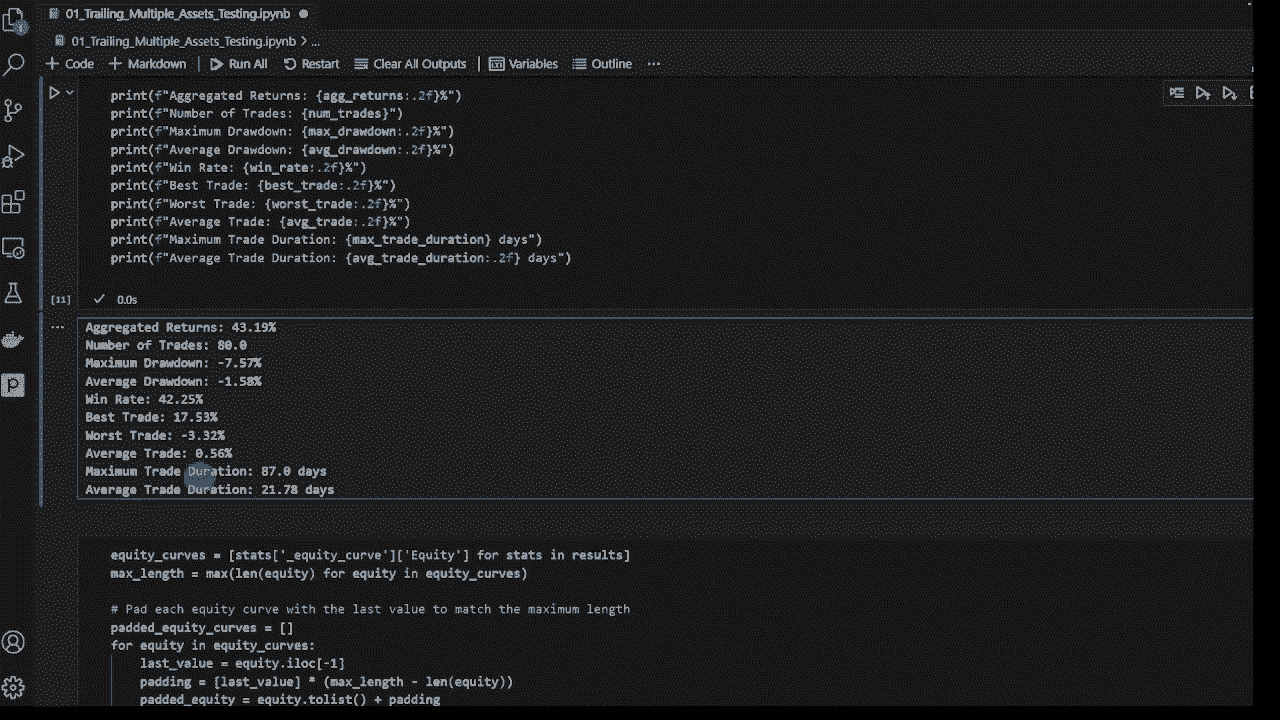 01_Trailing_Multiple_Assets_Testing.ipynb
01_Trailing_Multiple_Assets_Testing.ipynb > ...
+ Code + Markdown Run All Restart Clear All Outputs Variables Outline ...
print(f"Aggregated Returns: {agg_returns:.2f}%")
print(f"Number of Trades: {num_trades}")
print(f"Maximum Drawdown: {max_drawdown:.2f}%")
print(f"Average Drawdown: {avg_drawdown:.2f}%")
print(f"Win Rate: {win_rate:.2f}%")
print(f"Best Trade: {best_trade:.2f}%")
print(f"Worst Trade: {worst_trade:.2f}%")
print(f"Average Trade: {avg_trade:.2f}%")
print(f"Maximum Trade Duration: {max_trade_duration} days")
print(f"Average Trade Duration: {avg_trade_duration:.2f} days")
[11] 0.0s
Aggregated Returns: 43.19%
Number of Trades: 80.0
Maximum Drawdown: -7.57%
Average Drawdown: -1.58%
Win Rate: 42.25%
Best Trade: 17.53%
Worst Trade: -3.32%
Average Trade: 0.56%
Maximum Trade Duration: 87.0 days
Average Trade Duration: 21.78 days
equity_curves = [stats['_equity_curve']['Equity'] for stats in results]
max_length = max(len(equity) for equity in equity_curves)
# Pad each equity curve with the last value to match the maximum length
padded_equity_curves = []
for equity in equity_curves:
last_value = equity.iloc[-1]
padding = [last_value] * (max_length - len(equity))
padded_equity = equity.tolist() + padding